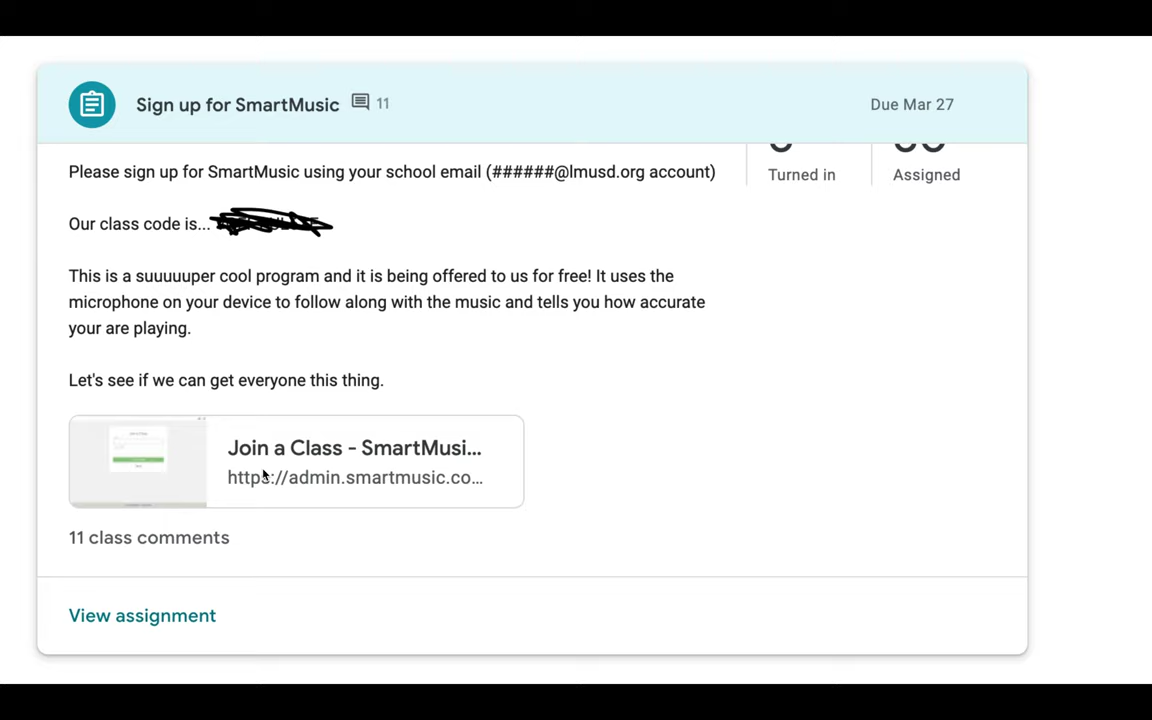 Sign up for SmartMusic 11 Due Mar 27
Please sign up for SmartMusic using your school email (######@lmusd.org account)
Turned in Assigned
Our class code is...
This is a suuuuuper cool program and it is being offered to us for free! It uses the
microphone on your device to follow along with the music and tells you how accurate
your are playing.
Let's see if we can get everyone this thing.
Join a Class - SmartMusi...
https://admin.smartmusic.co...
11 class comments
View assignment